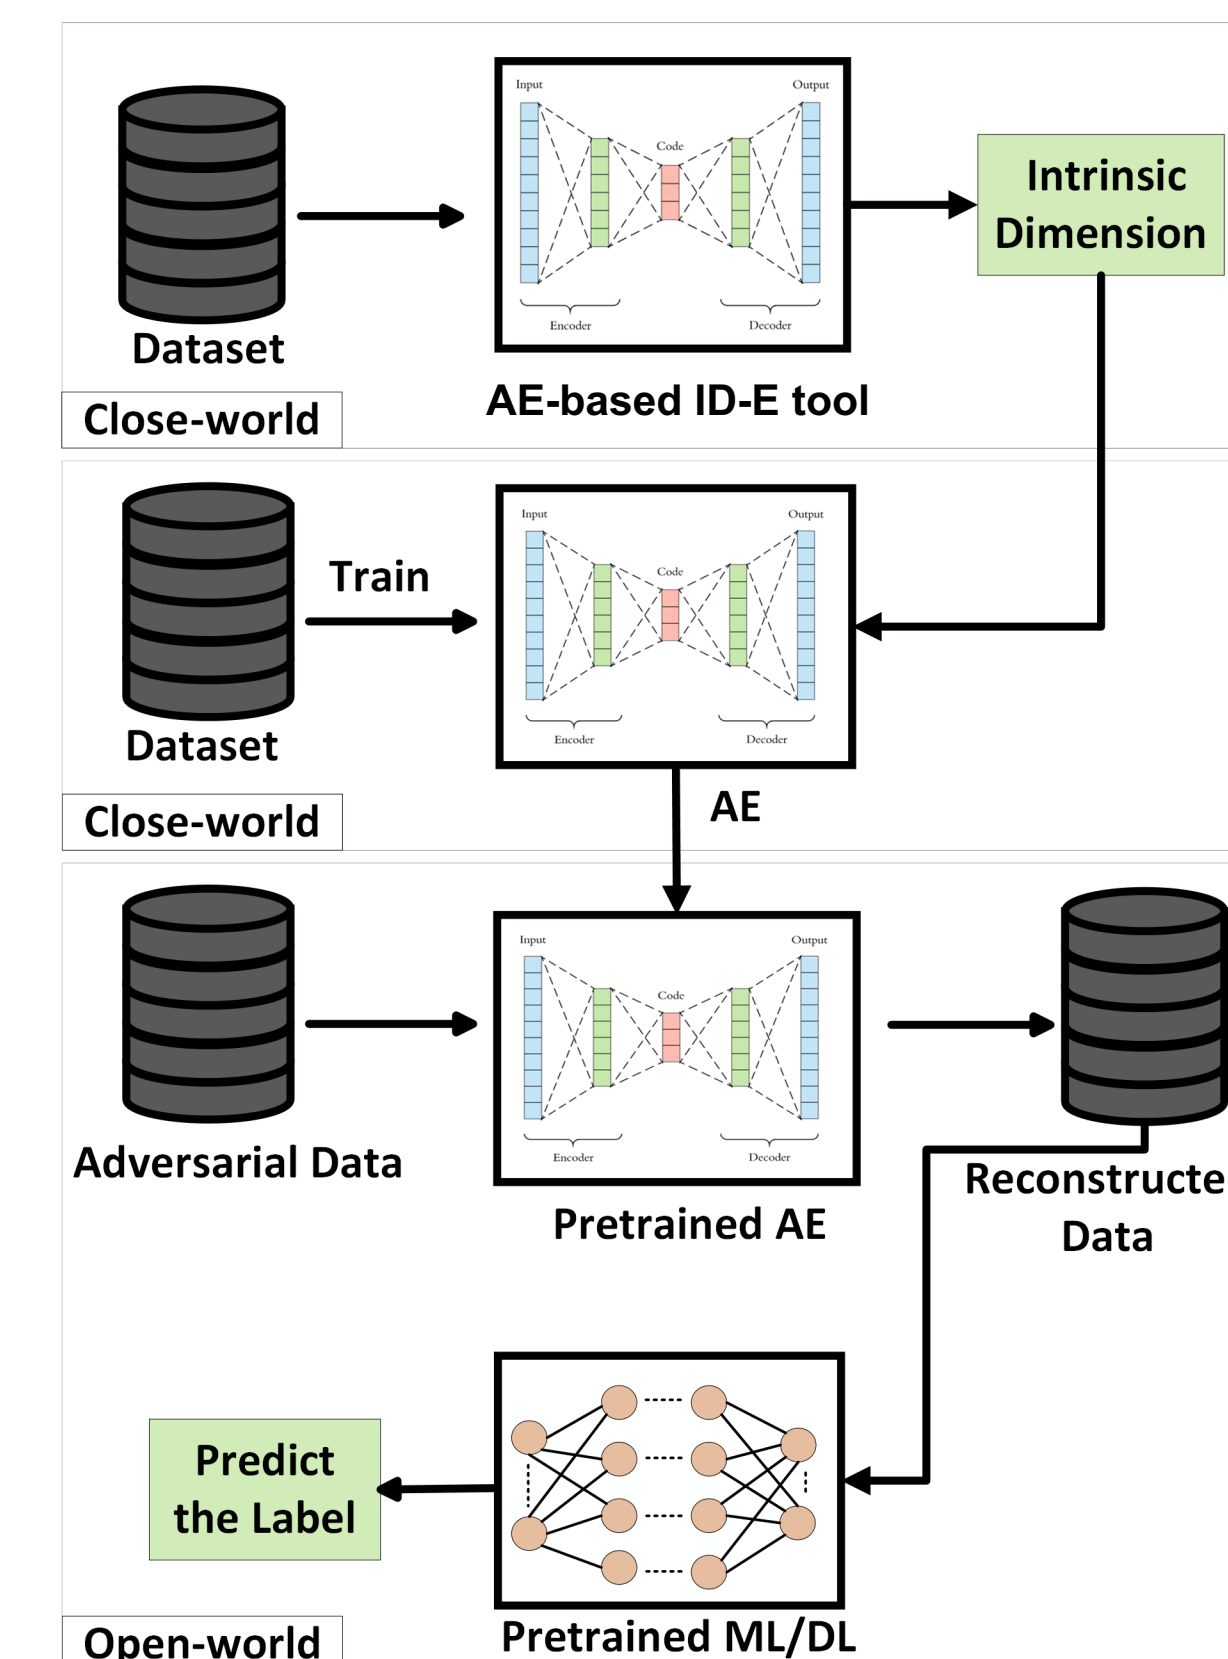 Input
Output
Code
Encoder
Decoder
Intrinsic
Dimension
Dataset
AE-based ID-E tool
Close-world
Input
Output
Code
Train
Encoder
Decoder
Dataset
AE
Close-world
Input
Output
Code
Encoder
Decoder
Adversarial Data
Pretrained AE
Reconstructe
Data
Predict
the Label
Pretrained ML/DL
Open-world